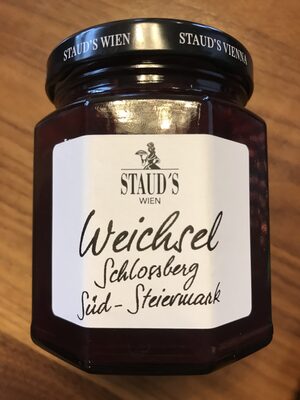 STAUD'S WIEN STAUD'S VIENNA
STAUD'S
WIEN
Weichsel
Schlossberg
Süd-Steiermark